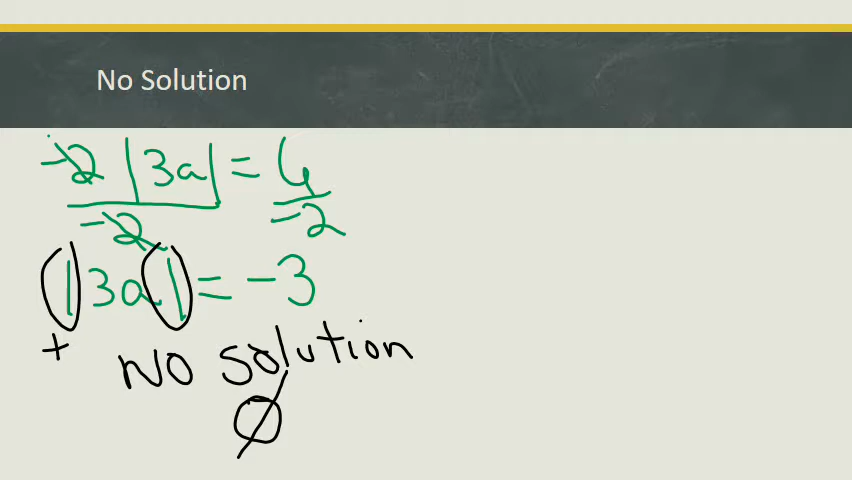 No Solution
-2 |3a| = 6
-2 -2
|3a| = -3
+
NO solution
∅